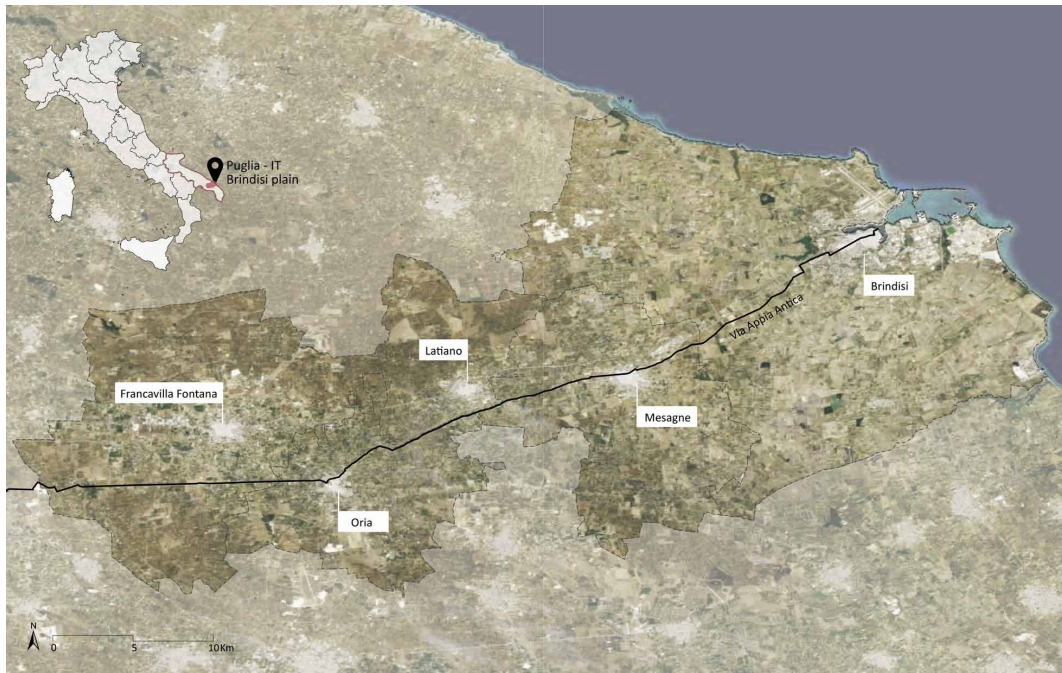 Puglia - IT
Brindisi plain
Brindisi
Via Appia Antica
Latiano
Francavilla Fontana
Mesagne
Oria
N
0 5 10Km